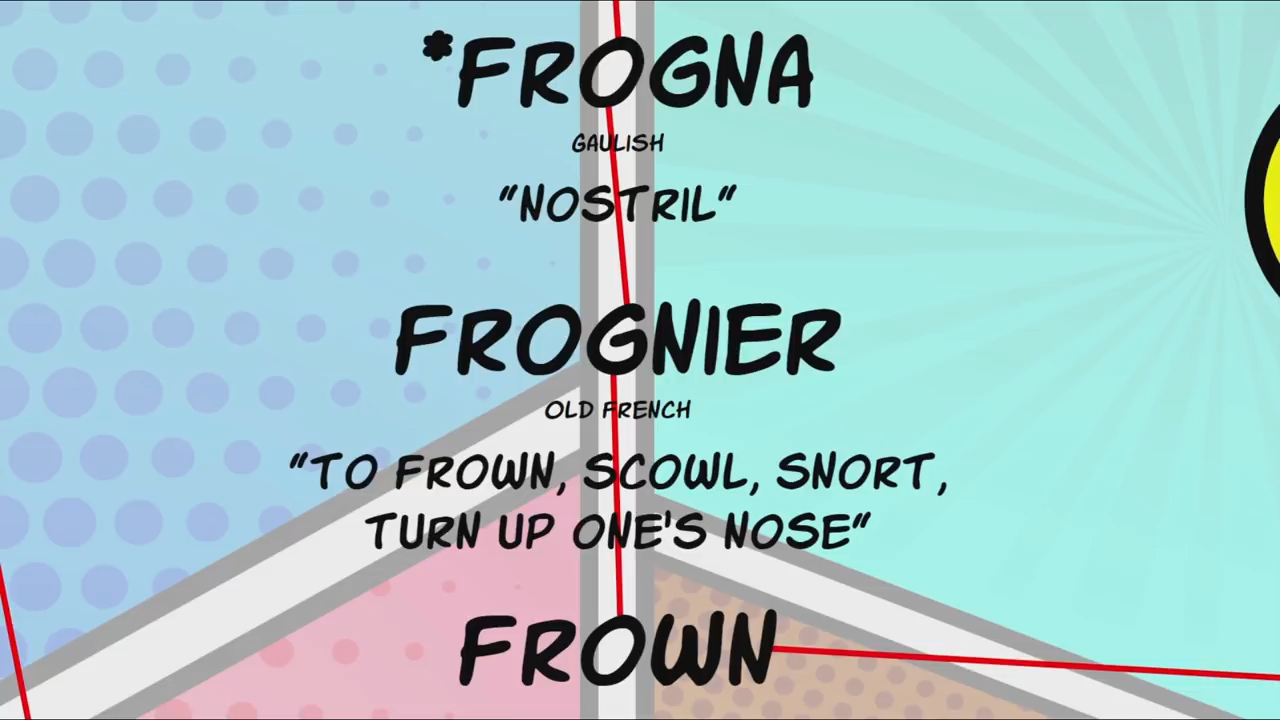 *FROGNA
GAULISH
"NOSTRIL"
FROGNIER
OLD FRENCH
"TO FROWN, SCOWL, SNORT,
TURN UP ONE'S NOSE"
FROWN